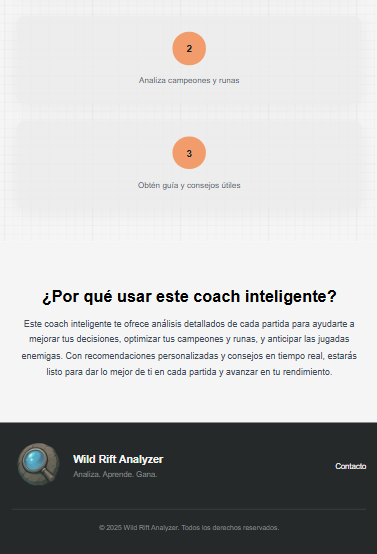 2
Analiza campeones y runas
3
Obtén guía y consejos útiles
¿Por qué usar este coach inteligente?
Este coach inteligente te ofrece análisis detallados de cada partida para ayudarte a
mejorar tus decisiones, optimizar tus campeones y runas, y anticipar las jugadas
enemigas. Con recomendaciones personalizadas y consejos en tiempo real, estarás
listo para dar lo mejor de ti en cada partida y avanzar en tu rendimiento.
Wild Rift Analyzer
Analiza. Aprende. Gana.
Contacto
© 2025 Wild Rift Analyzer. Todos los derechos reservados.